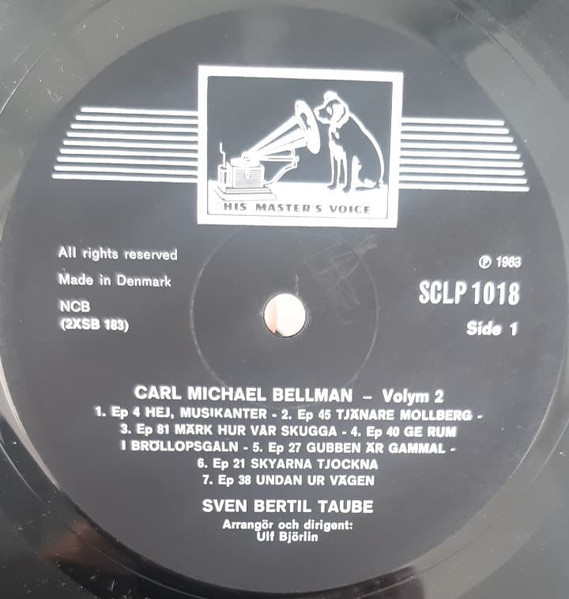 HIS MASTER'S VOICE
All rights reserved
Made in Denmark
NCB
(2XSB 183)
℗ 1963
SCLP 1018
Side 1
CARL MICHAEL BELLMAN – Volym 2
1. Ep 4 HEJ, MUSIKANTER - 2. Ep 45 TJÄNARE MOLLBERG -
3. Ep 81 MÄRK HUR VÅR SKUGGA - 4. Ep 40 GE RUM
I BRÖLLOPSGÅLN - 5. Ep 27 GUBBEN ÄR GAMMAL -
6. Ep 21 SKYARNA TJOCKNA
7. Ep 38 UNDAN UR VÄGEN
SVEN BERTIL TAUBE
Arrangör och dirigent:
Ulf Björlin